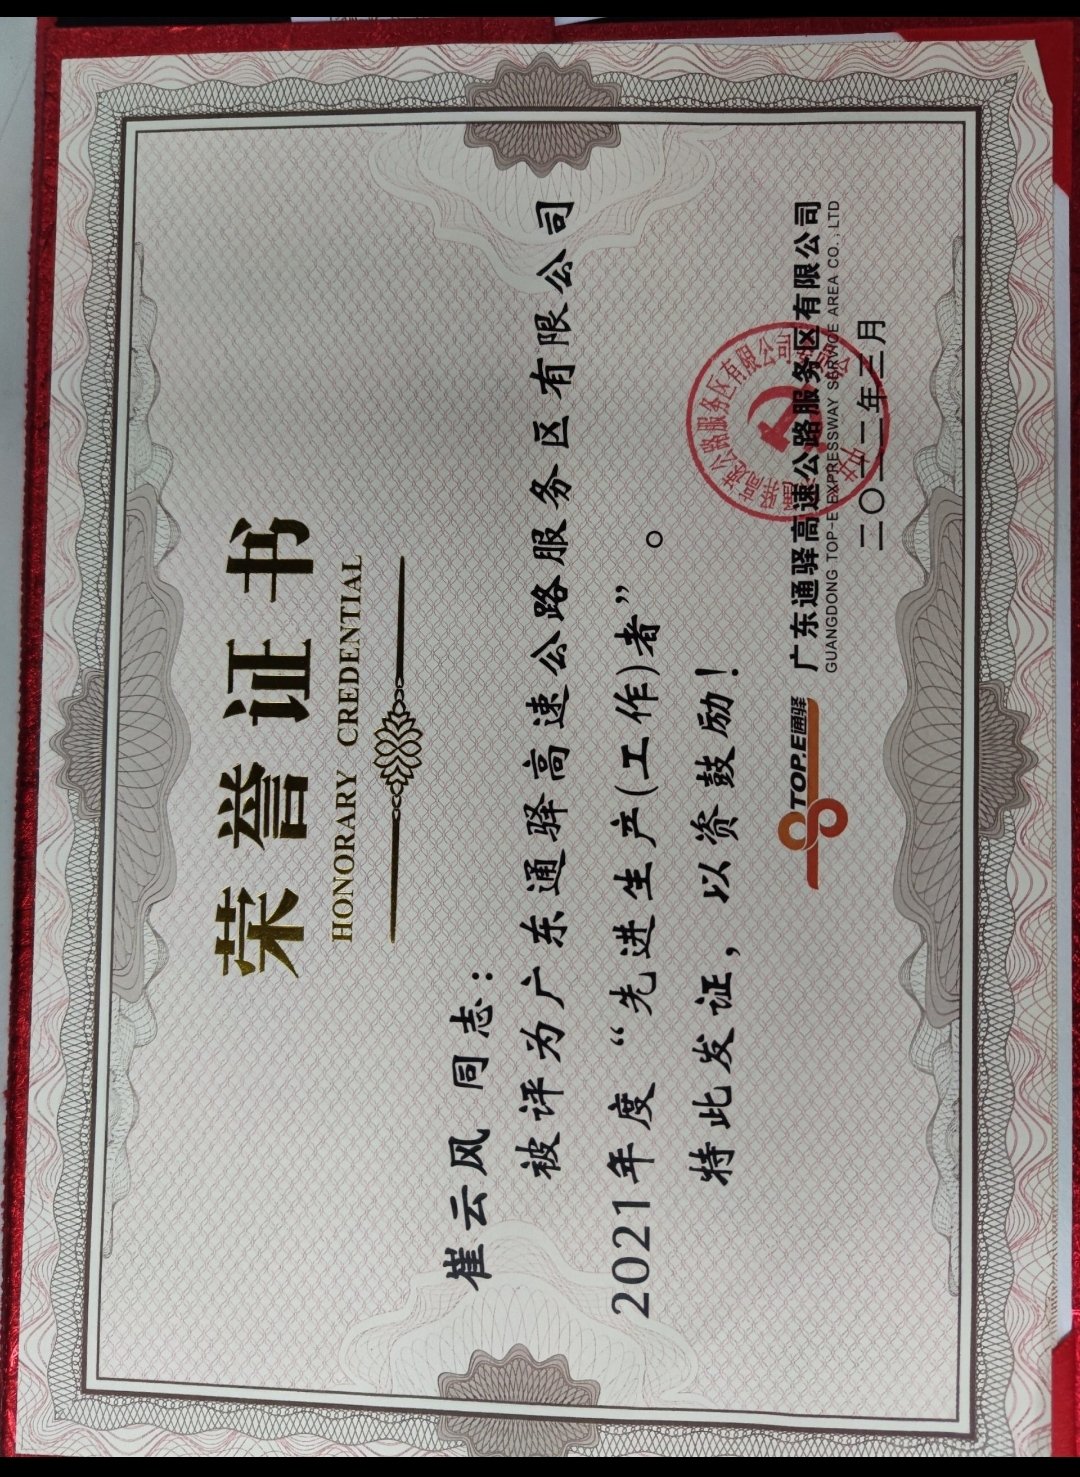 荣誉证书
HONORARY CREDENTIAL
崔云风同志：
被评为广东通驿高速公路服务区有限公司
2021年度“先进生产(工作)者”。
特此发证，以资鼓励！
TOP.E通驿
广东通驿高速公路服务区有限公司
GUANGDONG TOP-E EXPRESSWAY SERVICE AREA CO.,LTD
二〇二二年三月